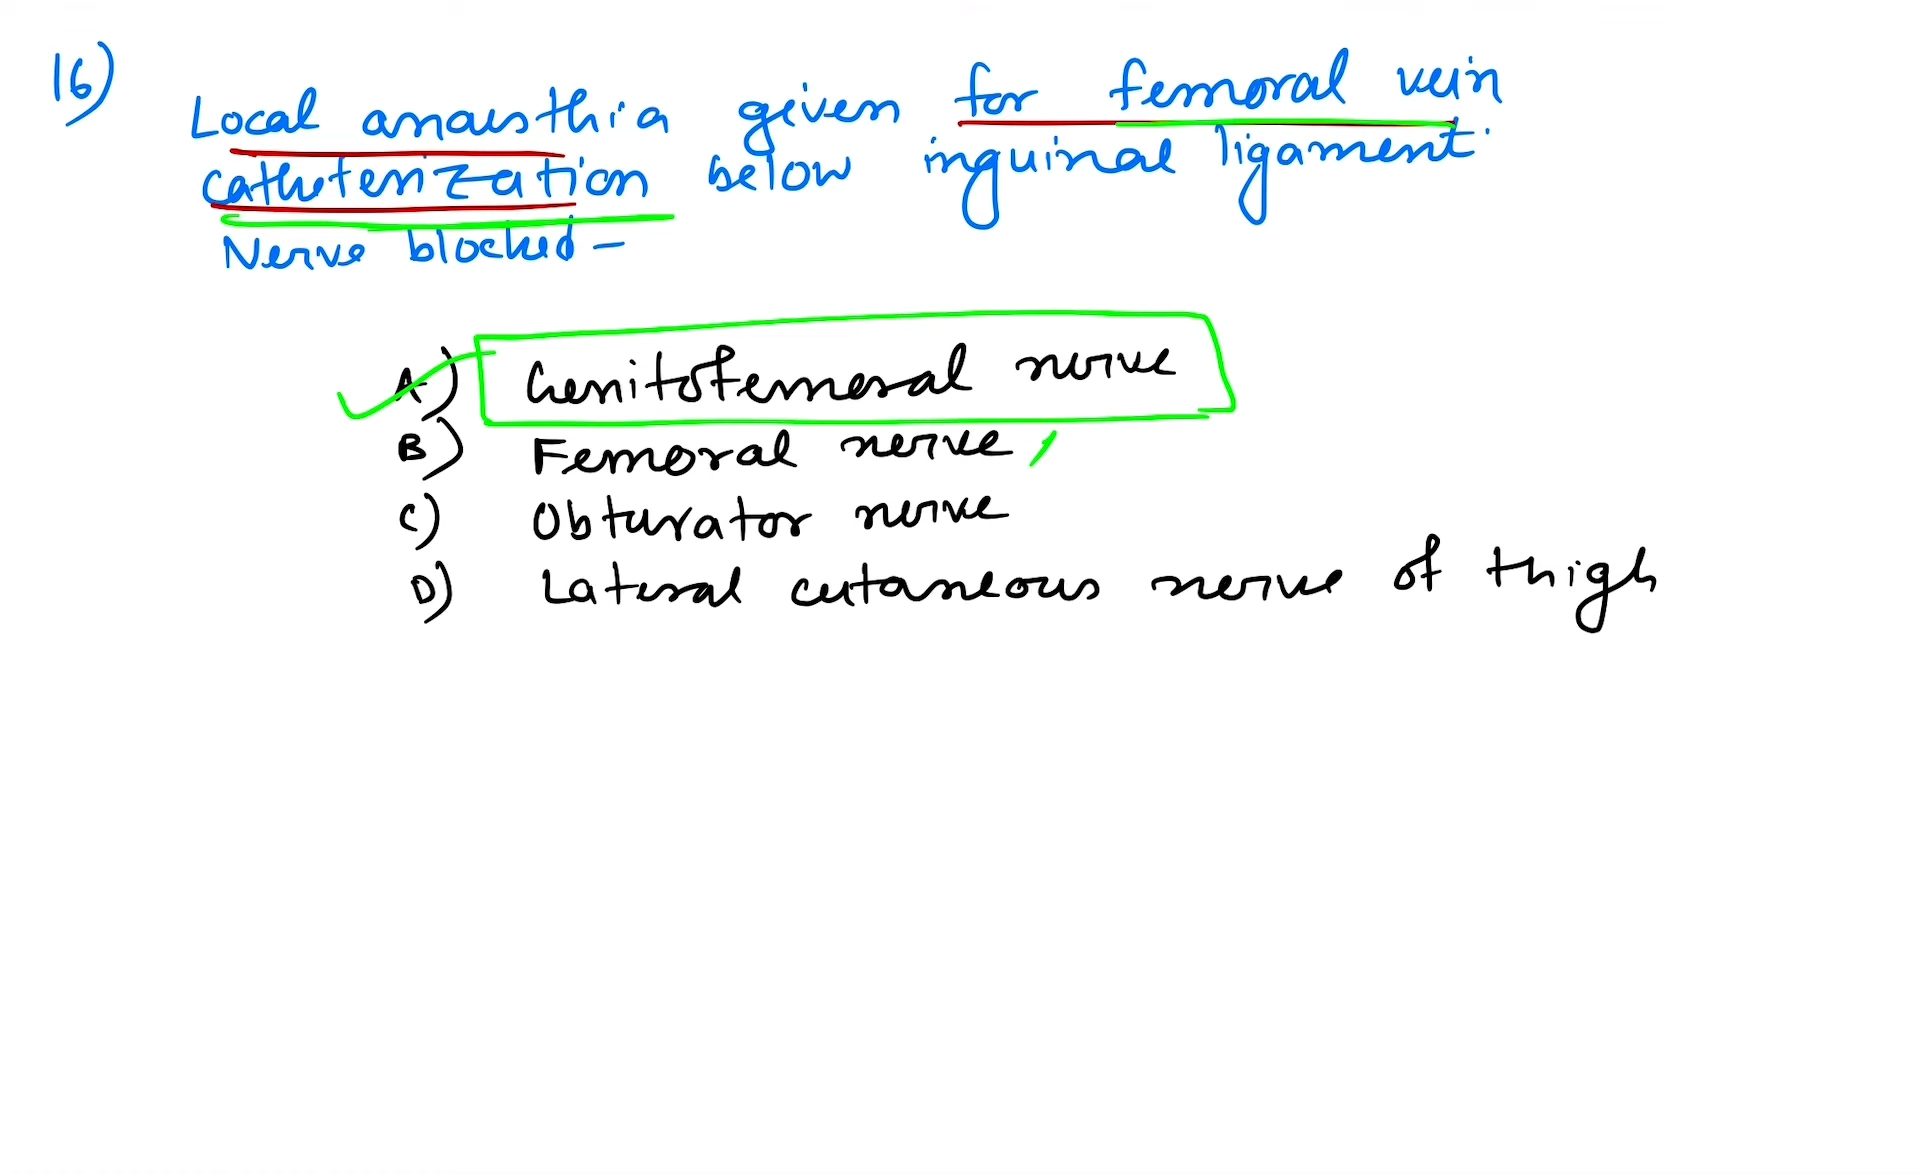 16)
Local anaesthia given for femoral vein
catheterization below inguinal ligament.
Nerve blocked -
A) Genitofemoral nerve
B) Femoral nerve
C) Obturator nerve
D) Lateral cutaneous nerve of thigh